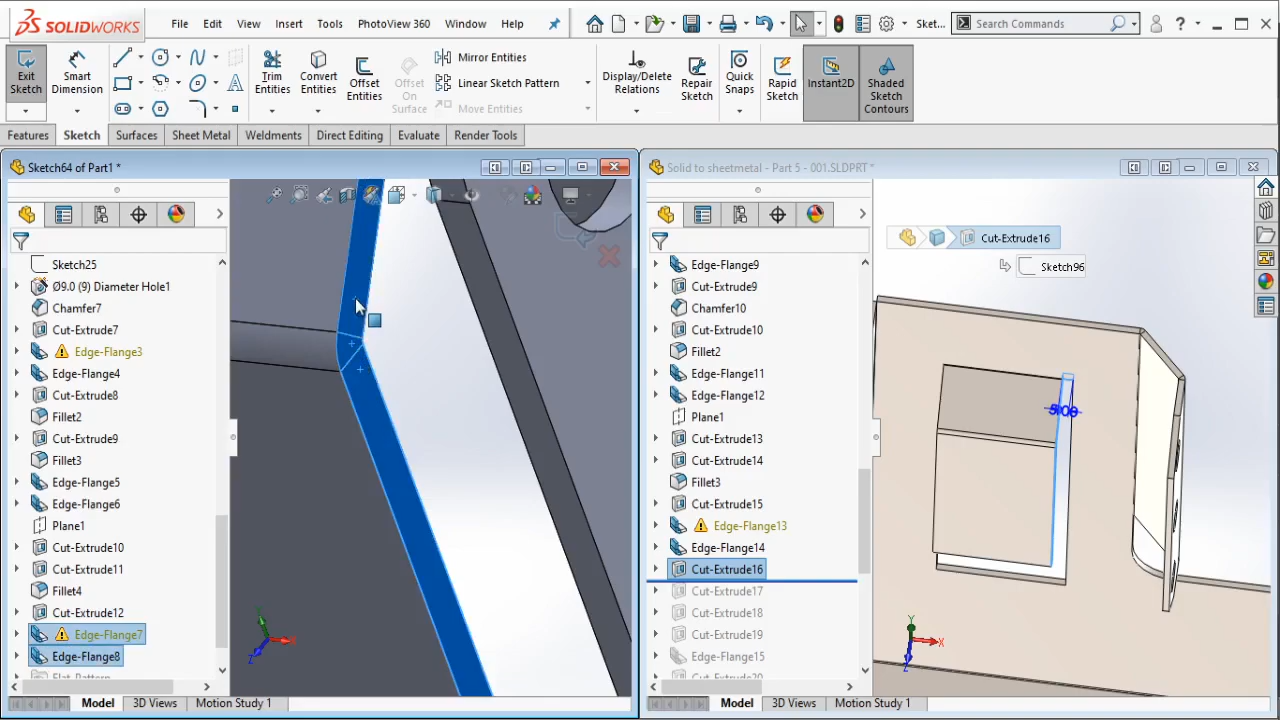 SOLIDWORKS
File Edit View Insert Tools PhotoView 360 Window Help
Sket...
Search Commands
?
Exit Sketch
Smart Dimension
Trim Entities
Convert Entities
Offset Entities
Offset On Surface
Mirror Entities
Linear Sketch Pattern
Move Entities
Display/Delete Relations
Repair Sketch
Quick Snaps
Rapid Sketch
Instant2D
Shaded Sketch Contours
Features Sketch Surfaces Sheet Metal Weldments Direct Editing Evaluate Render Tools
Sketch64 of Part1 *
Sketch25
Ø9.0 (9) Diameter Hole1
Chamfer7
Cut-Extrude7
Edge-Flange3
Edge-Flange4
Cut-Extrude8
Fillet2
Cut-Extrude9
Fillet3
Edge-Flange5
Edge-Flange6
Plane1
Cut-Extrude10
Cut-Extrude11
Fillet4
Cut-Extrude12
Edge-Flange7
Edge-Flange8
Flat-Pattern
Y
X
Z
Model 3D Views Motion Study 1
Solid to sheetmetal - Part 5 - 001.SLDPRT *
Edge-Flange9
Cut-Extrude9
Chamfer10
Cut-Extrude10
Fillet2
Edge-Flange11
Edge-Flange12
Plane1
Cut-Extrude13
Cut-Extrude14
Fillet3
Cut-Extrude15
Edge-Flange13
Edge-Flange14
Cut-Extrude16
Cut-Extrude17
Cut-Extrude18
Cut-Extrude19
Edge-Flange15
Cut-Extrude20
Cut-Extrude16
Sketch96
5.00
Y
X
Z
Model 3D Views Motion Study 1